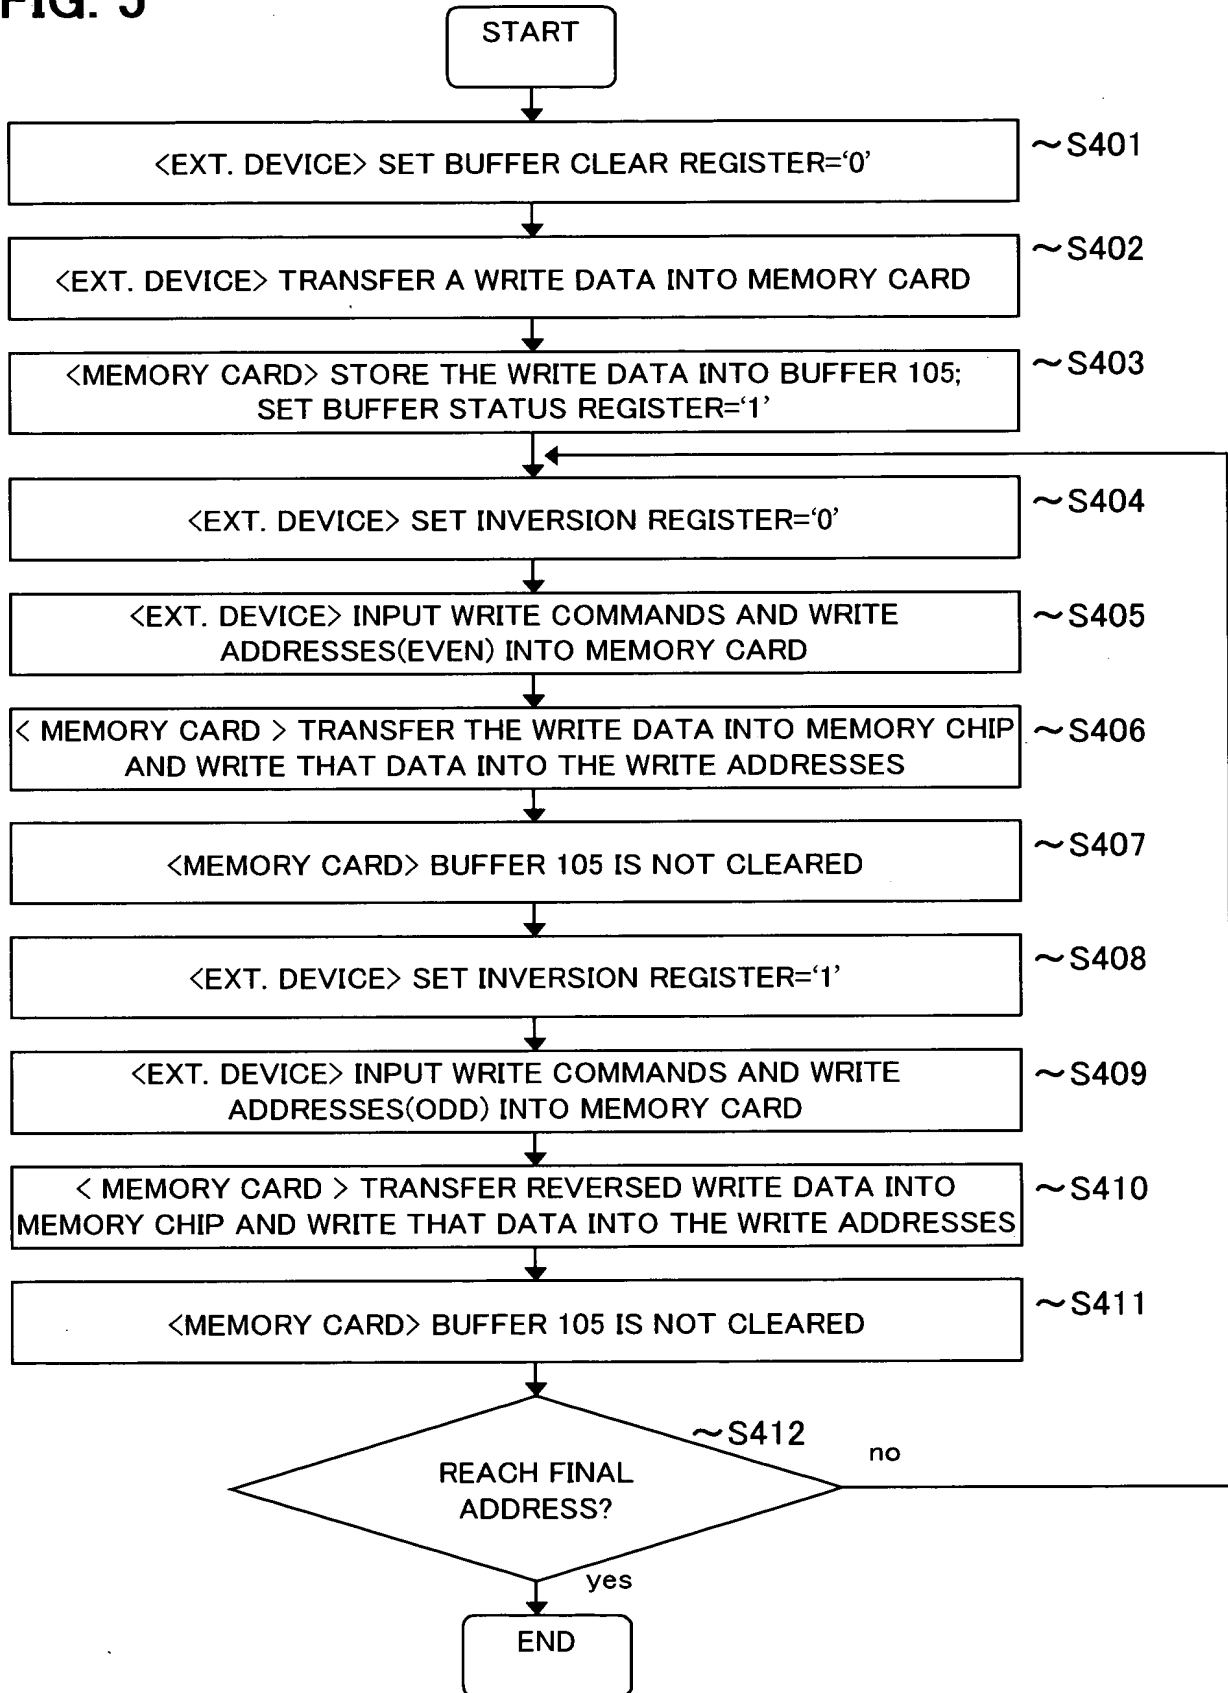 FIG. 5
START
<EXT. DEVICE> SET BUFFER CLEAR REGISTER=‘0’
~S401
<EXT. DEVICE> TRANSFER A WRITE DATA INTO MEMORY CARD
~S402
<MEMORY CARD> STORE THE WRITE DATA INTO BUFFER 105;
SET BUFFER STATUS REGISTER=‘1’
~S403
<EXT. DEVICE> SET INVERSION REGISTER=‘0’
~S404
<EXT. DEVICE> INPUT WRITE COMMANDS AND WRITE
ADDRESSES(EVEN) INTO MEMORY CARD
~S405
< MEMORY CARD > TRANSFER THE WRITE DATA INTO MEMORY CHIP
AND WRITE THAT DATA INTO THE WRITE ADDRESSES
~S406
<MEMORY CARD> BUFFER 105 IS NOT CLEARED
~S407
<EXT. DEVICE> SET INVERSION REGISTER=‘1’
~S408
<EXT. DEVICE> INPUT WRITE COMMANDS AND WRITE
ADDRESSES(ODD) INTO MEMORY CARD
~S409
< MEMORY CARD > TRANSFER REVERSED WRITE DATA INTO
MEMORY CHIP AND WRITE THAT DATA INTO THE WRITE ADDRESSES
~S410
<MEMORY CARD> BUFFER 105 IS NOT CLEARED
~S411
~S412
REACH FINAL
ADDRESS?
no
yes
END